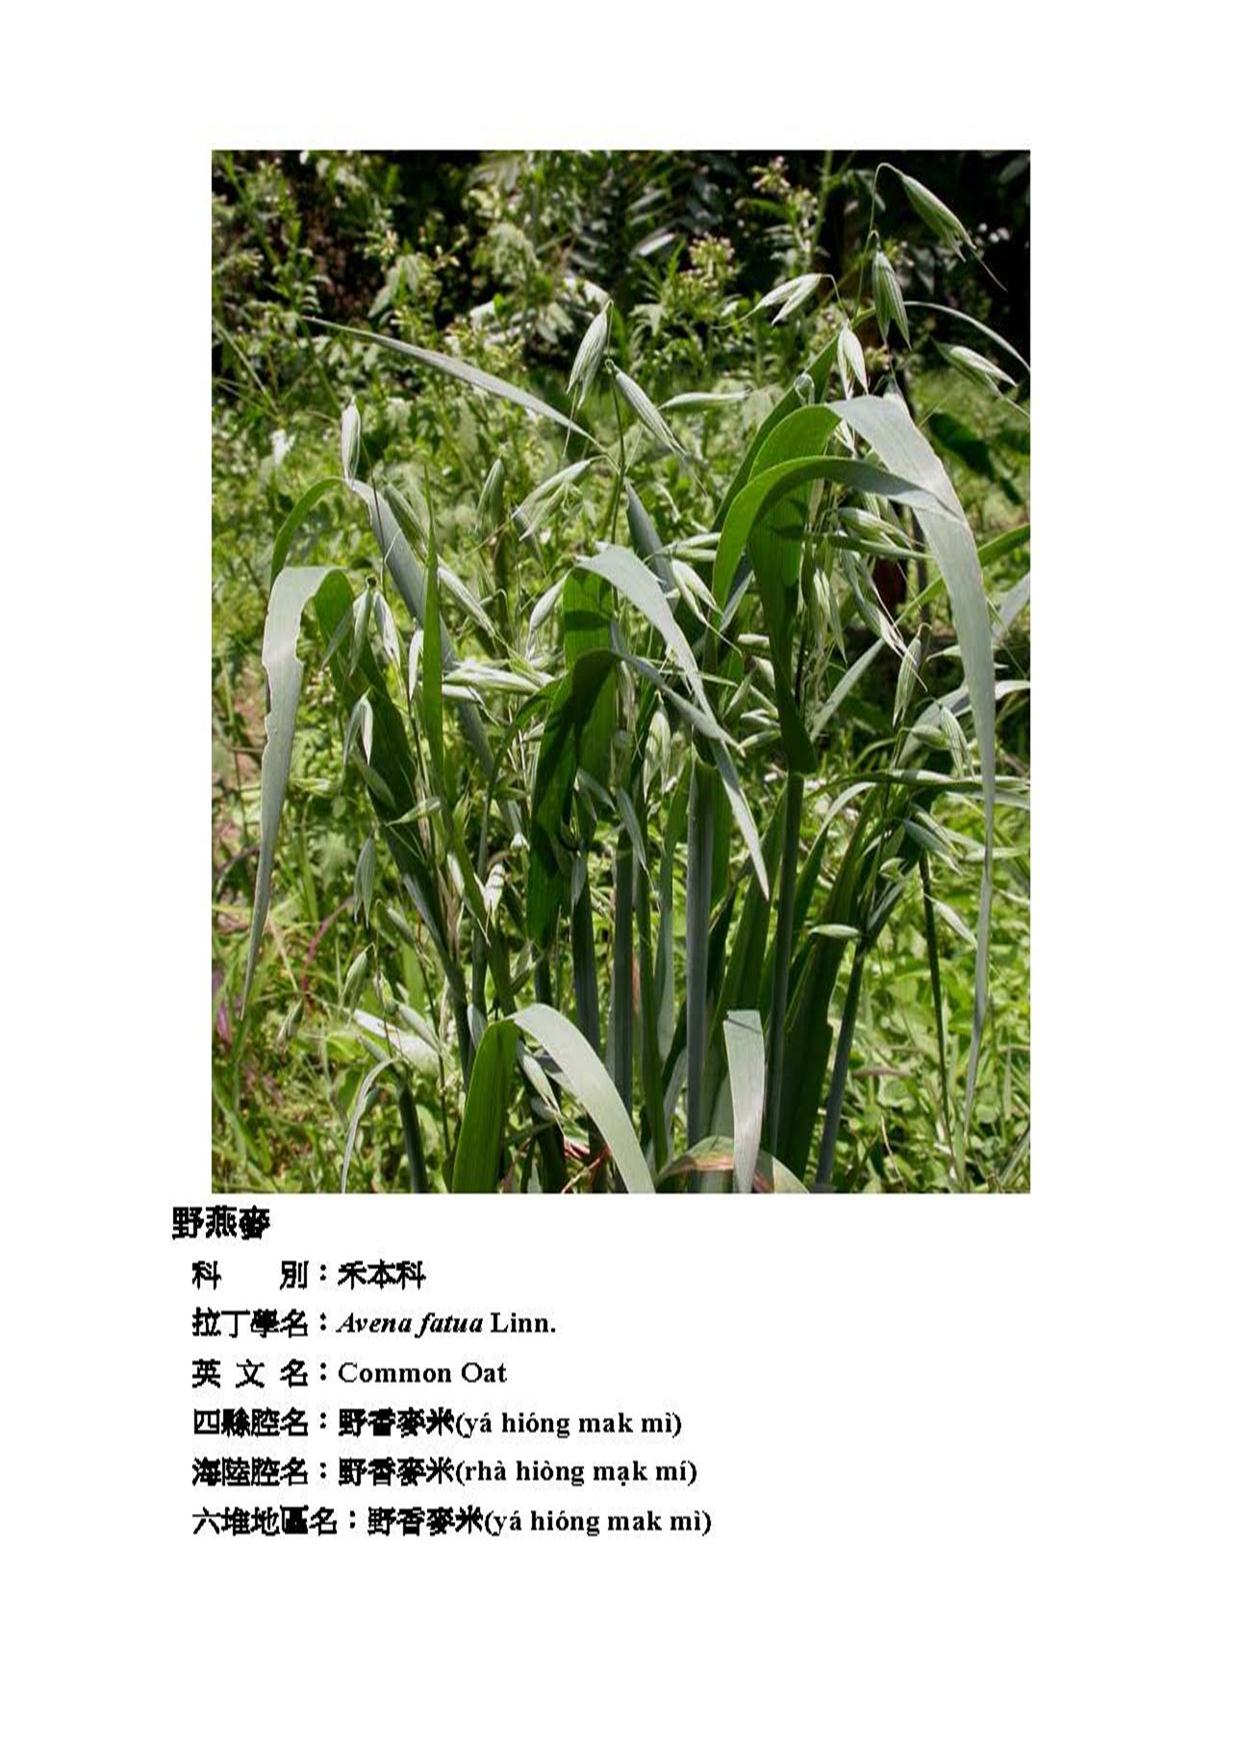 野燕麥
科　　別：禾本科
拉丁學名：Avena fatua Linn.
英 文 名：Common Oat
四縣腔名：野香麥米(yá hióng mak mì)
海陸腔名：野香麥米(rhà hiòng mạk mí)
六堆地區名：野香麥米(yá hióng mak mì)